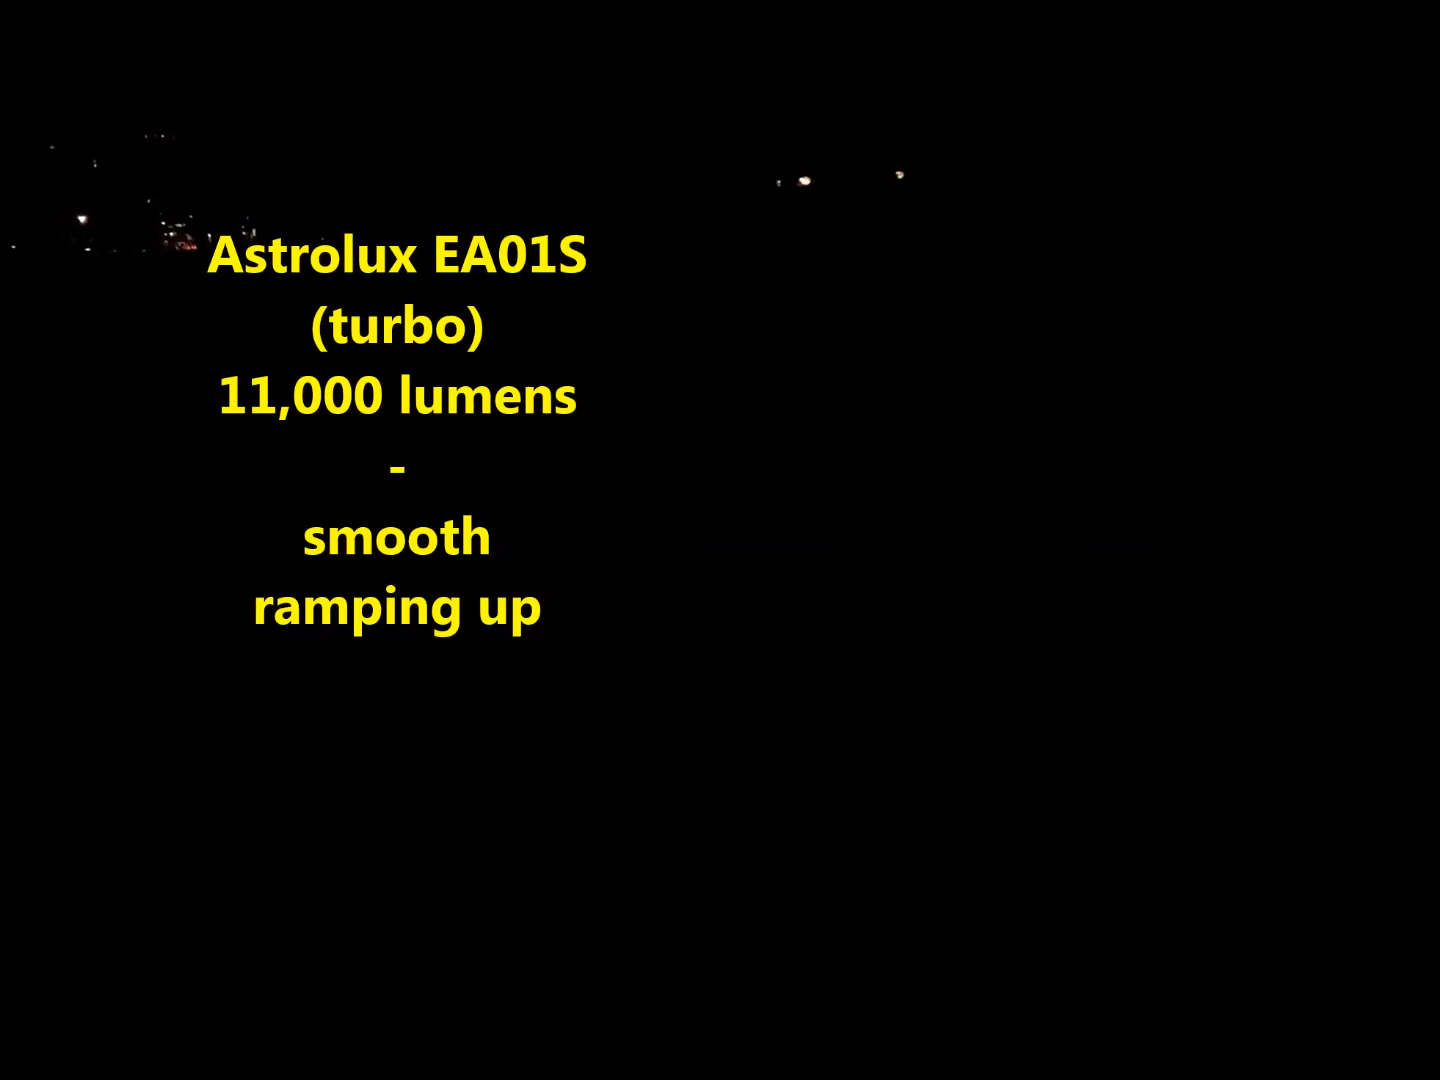 Astrolux EA01S
(turbo)
11,000 lumens
-
smooth
ramping up